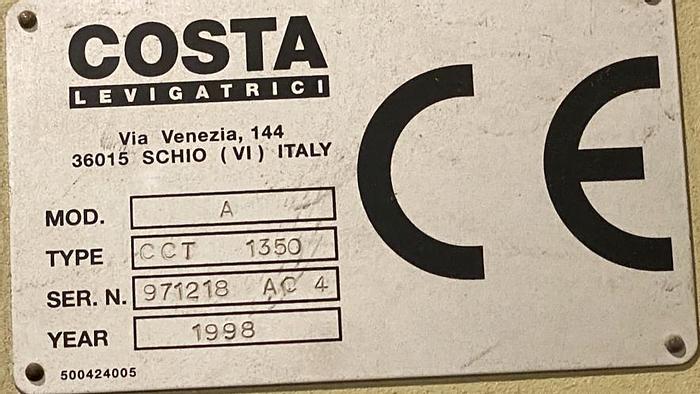 COSTA
LEVIGATRICI
Via Venezia, 144
36015 SCHIO (VI) ITALY
MOD. A
TYPE CCT 1350
SER. N. 971218 AC 4
YEAR 1998
500424005
CE